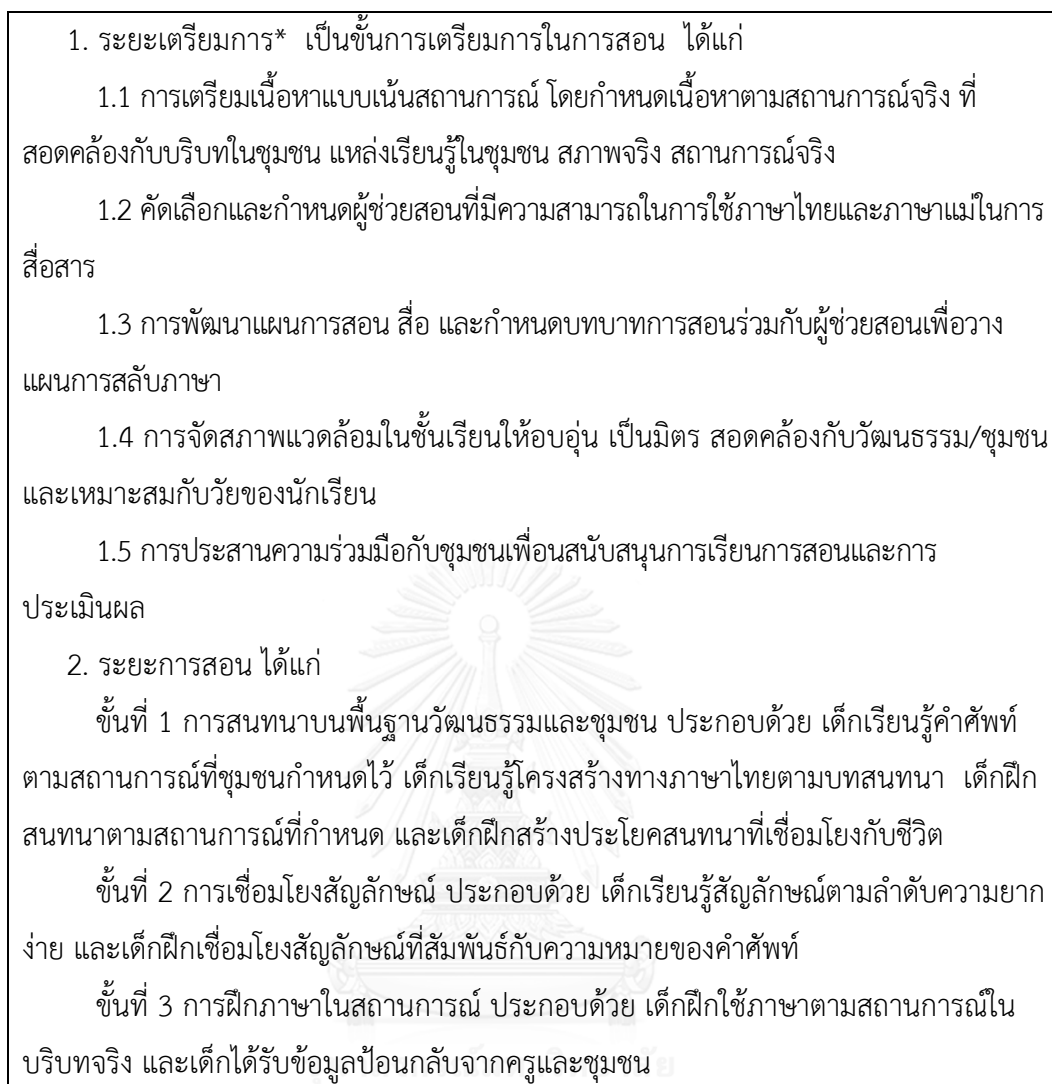 1. ระยะเตรียมการ* เป็นขั้นการเตรียมการในการสอน ได้แก่
1.1 การเตรียมเนื้อหาแบบเน้นสถานการณ์ โดยกำหนดเนื้อหาตามสถานการณ์จริง ที่
สอดคล้องกับบริบทในชุมชน แหล่งเรียนรู้ในชุมชน สภาพจริง สถานการณ์จริง
1.2 คัดเลือกและกำหนดผู้ช่วยสอนที่มีความสามารถในการใช้ภาษาไทยและภาษาแม่ในการ
สื่อสาร
1.3 การพัฒนาแผนการสอน สื่อ และกำหนดบทบาทการสอนร่วมกับผู้ช่วยสอนเพื่อวาง
แผนการสลับภาษา
1.4 การจัดสภาพแวดล้อมในชั้นเรียนให้อบอุ่น เป็นมิตร สอดคล้องกับวัฒนธรรม/ชุมชน
และเหมาะสมกับวัยของนักเรียน
1.5 การประสานความร่วมมือกับชุมชนเพื่อนสนับสนุนการเรียนการสอนและการ
ประเมินผล
2. ระยะการสอน ได้แก่
ขั้นที่ 1 การสนทนาบนพื้นฐานวัฒนธรรมและชุมชน ประกอบด้วย เด็กเรียนรู้คำศัพท์
ตามสถานการณ์ที่ชุมชนกำหนดไว้ เด็กเรียนรู้โครงสร้างทางภาษาไทยตามบทสนทนา เด็กฝึก
สนทนาตามสถานการณ์ที่กำหนด และเด็กฝึกสร้างประโยคสนทนาที่เชื่อมโยงกับชีวิต
ขั้นที่ 2 การเชื่อมโยงสัญลักษณ์ ประกอบด้วย เด็กเรียนรู้สัญลักษณ์ตามลำดับความยาก
ง่าย และเด็กฝึกเชื่อมโยงสัญลักษณ์ที่สัมพันธ์กับความหมายของคำศัพท์
ขั้นที่ 3 การฝึกภาษาในสถานการณ์ ประกอบด้วย เด็กฝึกใช้ภาษาตามสถานการณ์ใน
บริบทจริง และเด็กได้รับข้อมูลป้อนกลับจากครูและชุมชน